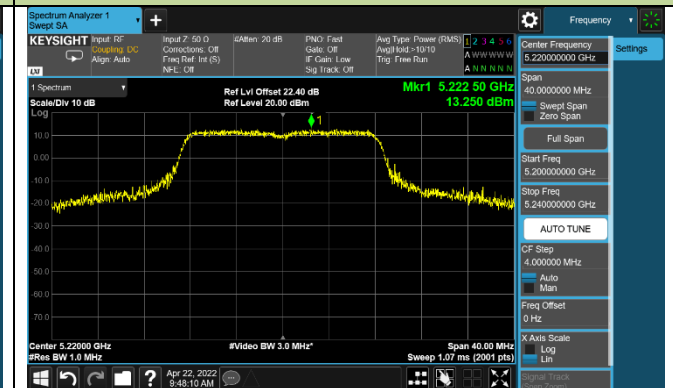 Spectrum Analyzer 1
Swept SA
Frequency
KEYSIGHT
Input: RF
Coupling: DC
Align: Auto
Input Z: 50 Ω
Corrections: Off
Freq Ref: Int (S)
NFE: Off
#Atten: 20 dB
PNO: Fast
Gate: Off
IF Gain: Low
Sig Track: Off
Avg Type: Power (RMS)
Avg|Hold:>10/10
Trig: Free Run
1 2 3 4 5 6
A W W W W W
A N N N N N
LXI
1 Spectrum
Scale/Div 10 dB
Log
Ref Lvl Offset 22.40 dB
Ref Level 20.00 dBm
Mkr1 5.222 50 GHz
13.250 dBm
1
10.0
0.00
-10.0
-20.0
-30.0
-40.0
-50.0
-60.0
-70.0
Center 5.22000 GHz
#Res BW 1.0 MHz
#Video BW 3.0 MHz*
Span 40.00 MHz
Sweep 1.07 ms (2001 pts)
Apr 22, 2022
9:48:10 AM
Center Frequency
5.220000000 GHz
Settings
Span
40.0000000 MHz
Swept Span
Zero Span
Full Span
Start Freq
5.200000000 GHz
Stop Freq
5.240000000 GHz
AUTO TUNE
CF Step
4.000000 MHz
Auto
Man
Freq Offset
0 Hz
X Axis Scale
Log
Lin
Signal Track
(Span Zoom)